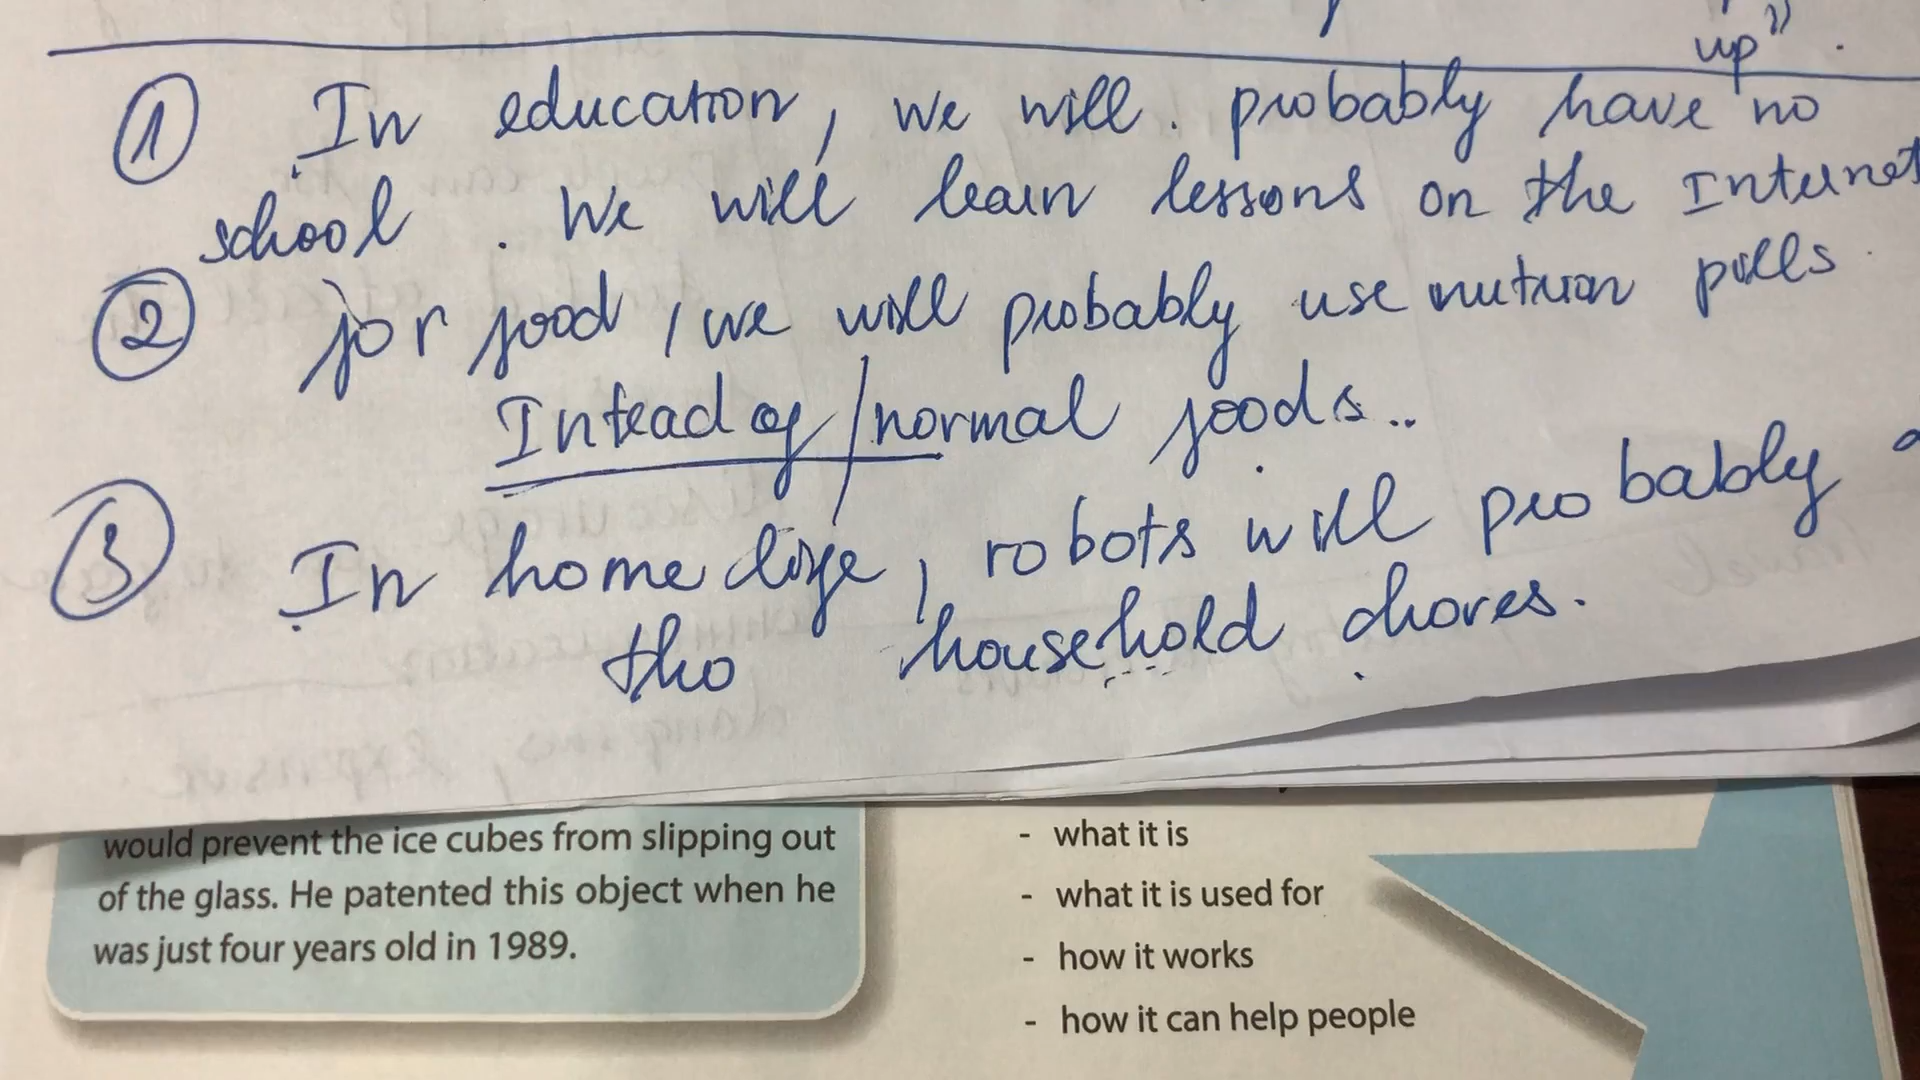 up" .
① In education, we will probably have no
school. We will learn lessons on the Internet
② for food, we will probably use nutrion pills
Intead of / normal foods..
③ In home life, robots will probably
the household chores.
would prevent the ice cubes from slipping out
of the glass. He patented this object when he
was just four years old in 1989.
- what it is
- what it is used for
- how it works
- how it can help people